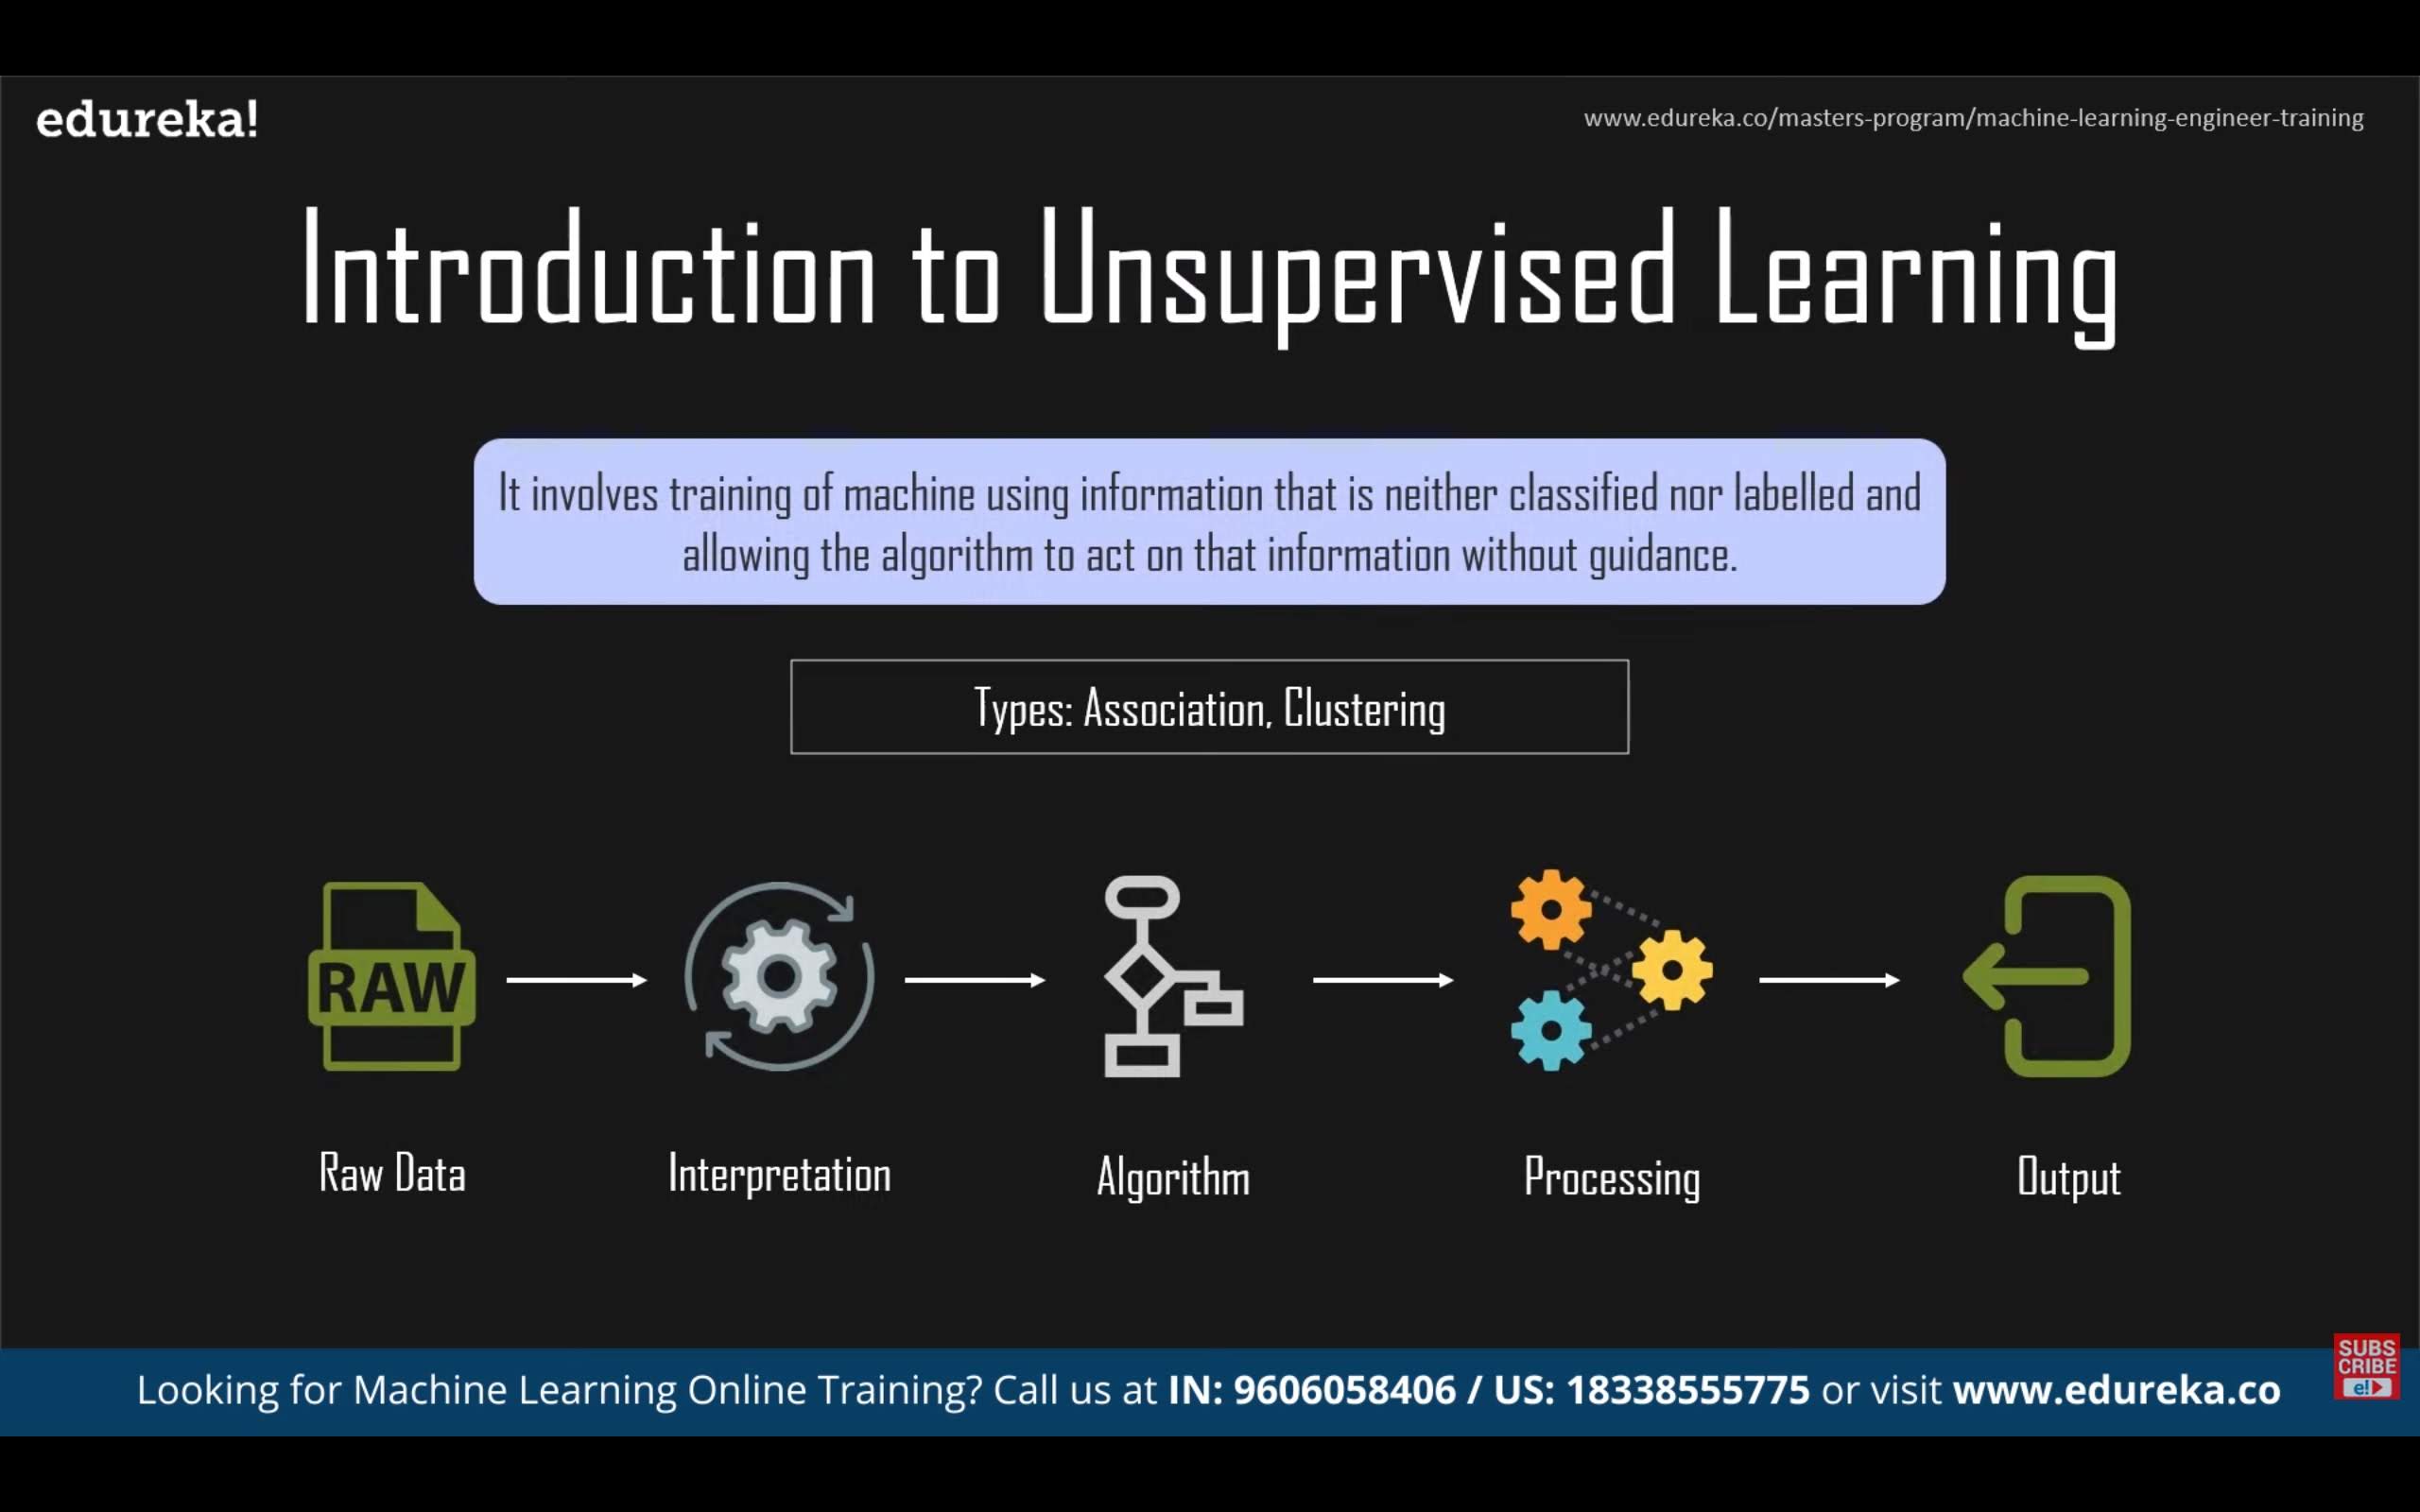 edureka!
www.edureka.co/masters-program/machine-learning-engineer-training
Introduction to Unsupervised Learning
It involves training of machine using information that is neither classified nor labelled and
allowing the algorithm to act on that information without guidance.
Types: Association, Clustering
RAW
Raw Data
Interpretation
Algorithm
Processing
Output
SUBS
CRIBE
e!
Looking for Machine Learning Online Training? Call us at IN: 9606058406 / US: 18338555775 or visit www.edureka.co